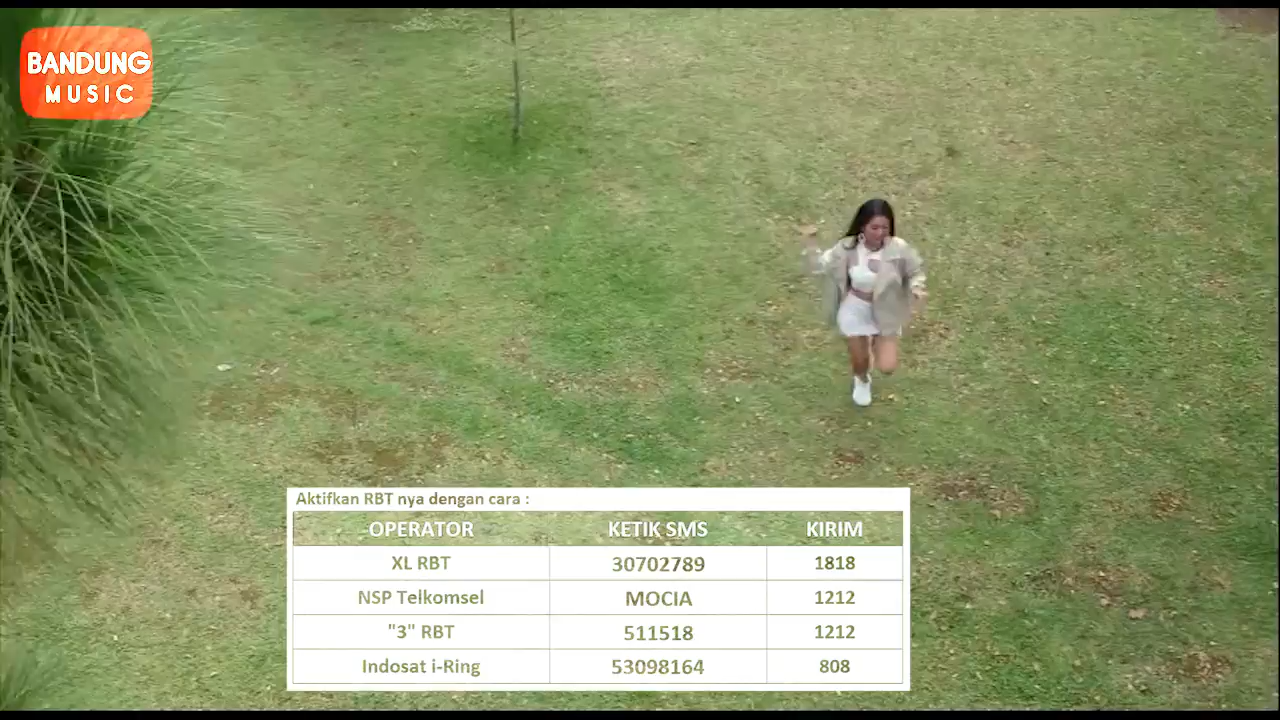 BANDUNG
MUSIC
Aktifkan RBT nya dengan cara :
OPERATOR KETIK SMS KIRIM
XL RBT 30702789 1818
NSP Telkomsel MOCIA 1212
"3" RBT 511518 1212
Indosat i-Ring 53098164 808